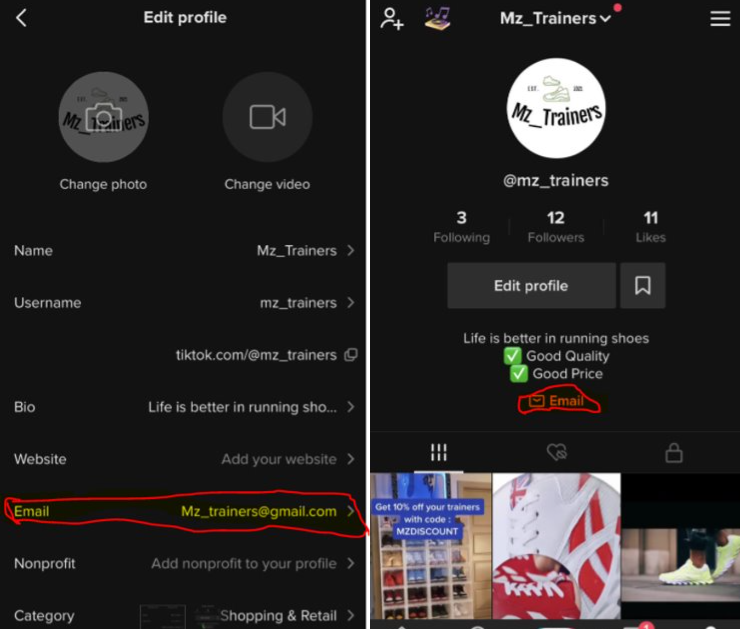 Edit profile
Mz_Trainers
Change photo
Change video
Name
Mz_Trainers
Username
mz_trainers
tiktok.com/@mz_trainers
Bio
Life is better in running sho...
Website
Add your website
Email
Mz_trainers@gmail.com
Nonprofit
Add nonprofit to your profile
Category
Shopping & Retail
Mz_Trainers
EST.
Mz_Trainers
@mz_trainers
3
Following
12
Followers
11
Likes
Edit profile
Life is better in running shoes
✅ Good Quality
✅ Good Price
Email
Get 10% off your trainers
with code :
MZDISCOUNT
1